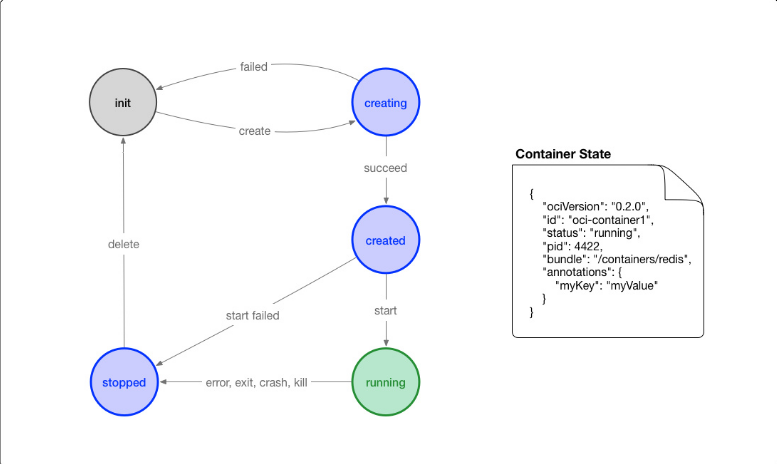 failed
init
creating
create
succeed
Container State
{
"ociVersion": "0.2.0",
"id": "oci-container1",
"status": "running",
"pid": 4422,
"bundle": "/containers/redis",
"annotations": {
"myKey": "myValue"
}
}
created
delete
start failed
start
stopped
error, exit, crash, kill
running